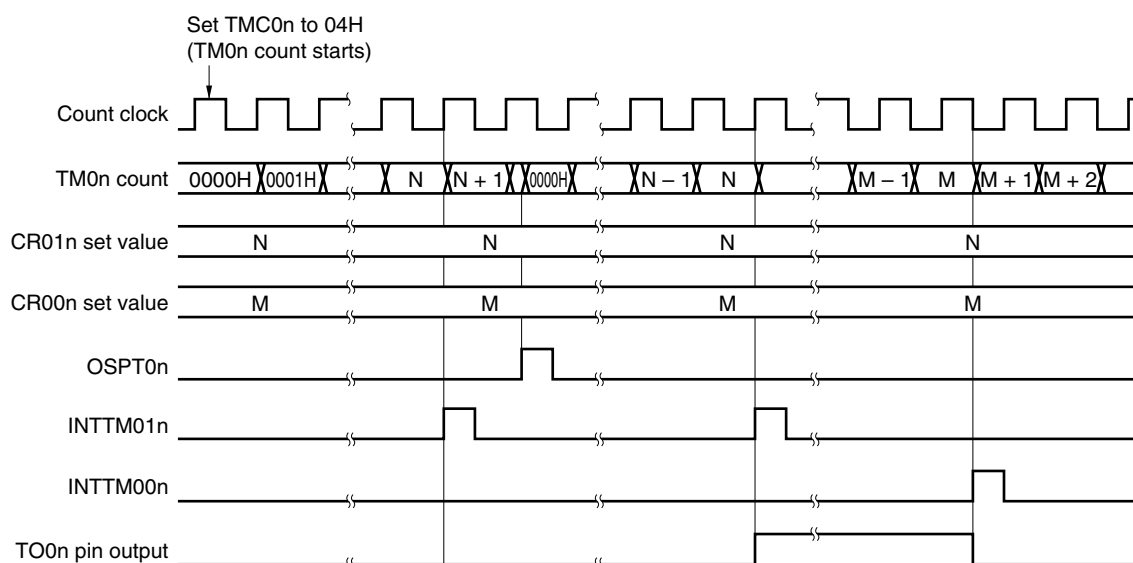 Set TMC0n to 04H
(TM0n count starts)
Count clock
TM0n count 0000H 0001H N N + 1 0000H N – 1 N M – 1 M M + 1 M + 2
CR01n set value N N N N
CR00n set value M M M M
OSPT0n
INTTM01n
INTTM00n
TO0n pin output